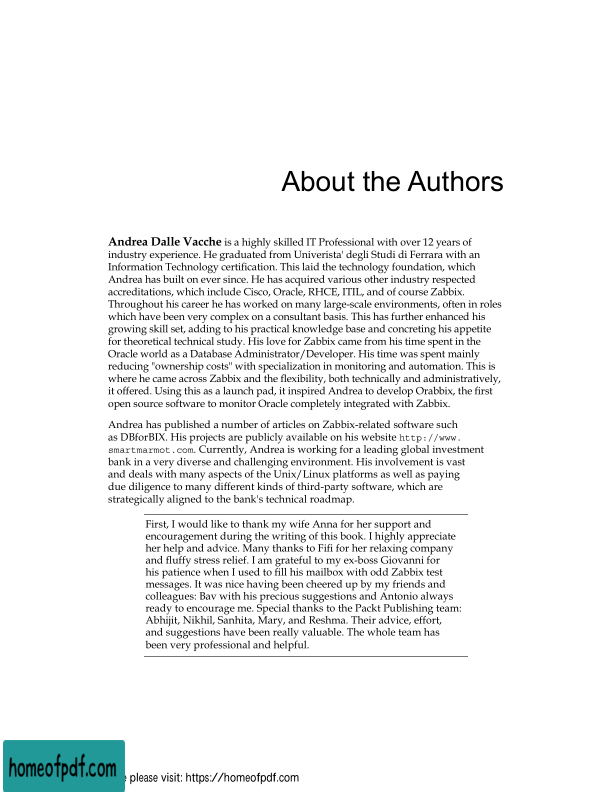 About the Authors
Andrea Dalle Vacche is a highly skilled IT Professional with over 12 years of
industry experience. He graduated from Univerista' degli Studi di Ferrara with an
Information Technology certification. This laid the technology foundation, which
Andrea has built on ever since. He has acquired various other industry respected
accreditations, which include Cisco, Oracle, RHCE, ITIL, and of course Zabbix.
Throughout his career he has worked on many large-scale environments, often in roles
which have been very complex on a consultant basis. This has further enhanced his
growing skill set, adding to his practical knowledge base and concreting his appetite
for theoretical technical study. His love for Zabbix came from his time spent in the
Oracle world as a Database Administrator/Developer. His time was spent mainly
reducing "ownership costs" with specialization in monitoring and automation. This is
where he came across Zabbix and the flexibility, both technically and administratively,
it offered. Using this as a launch pad, it inspired Andrea to develop Orabbix, the first
open source software to monitor Oracle completely integrated with Zabbix.
Andrea has published a number of articles on Zabbix-related software such
as DBforBIX. His projects are publicly available on his website http://www.
smartmarmot.com. Currently, Andrea is working for a leading global investment
bank in a very diverse and challenging environment. His involvement is vast
and deals with many aspects of the Unix/Linux platforms as well as paying
due diligence to many different kinds of third-party software, which are
strategically aligned to the bank's technical roadmap.
First, I would like to thank my wife Anna for her support and
encouragement during the writing of this book. I highly appreciate
her help and advice. Many thanks to Fifi for her relaxing company
and fluffy stress relief. I am grateful to my ex-boss Giovanni for
his patience when I used to fill his mailbox with odd Zabbix test
messages. It was nice having been cheered up by my friends and
colleagues: Bav with his precious suggestions and Antonio always
ready to encourage me. Special thanks to the Packt Publishing team:
Abhijit, Nikhil, Sanhita, Mary, and Reshma. Their advice, effort,
and suggestions have been really valuable. The whole team has
been very professional and helpful.
homeofpdf.com
please visit: https://homeofpdf.com